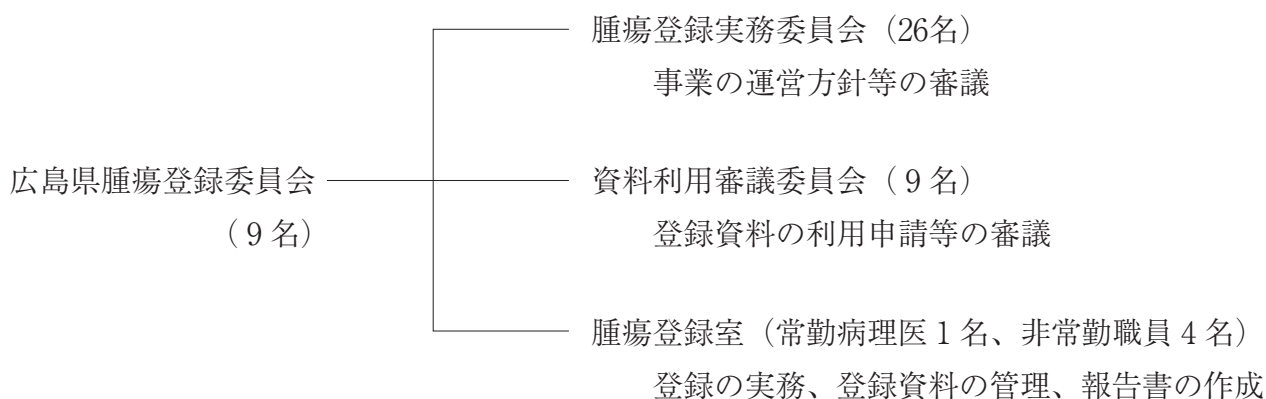 腫瘍登録実務委員会（26名）
事業の運営方針等の審議
広島県腫瘍登録委員会
（９名）
資料利用審議委員会（９名）
登録資料の利用申請等の審議
腫瘍登録室（常勤病理医１名、非常勤職員４名）
登録の実務、登録資料の管理、報告書の作成